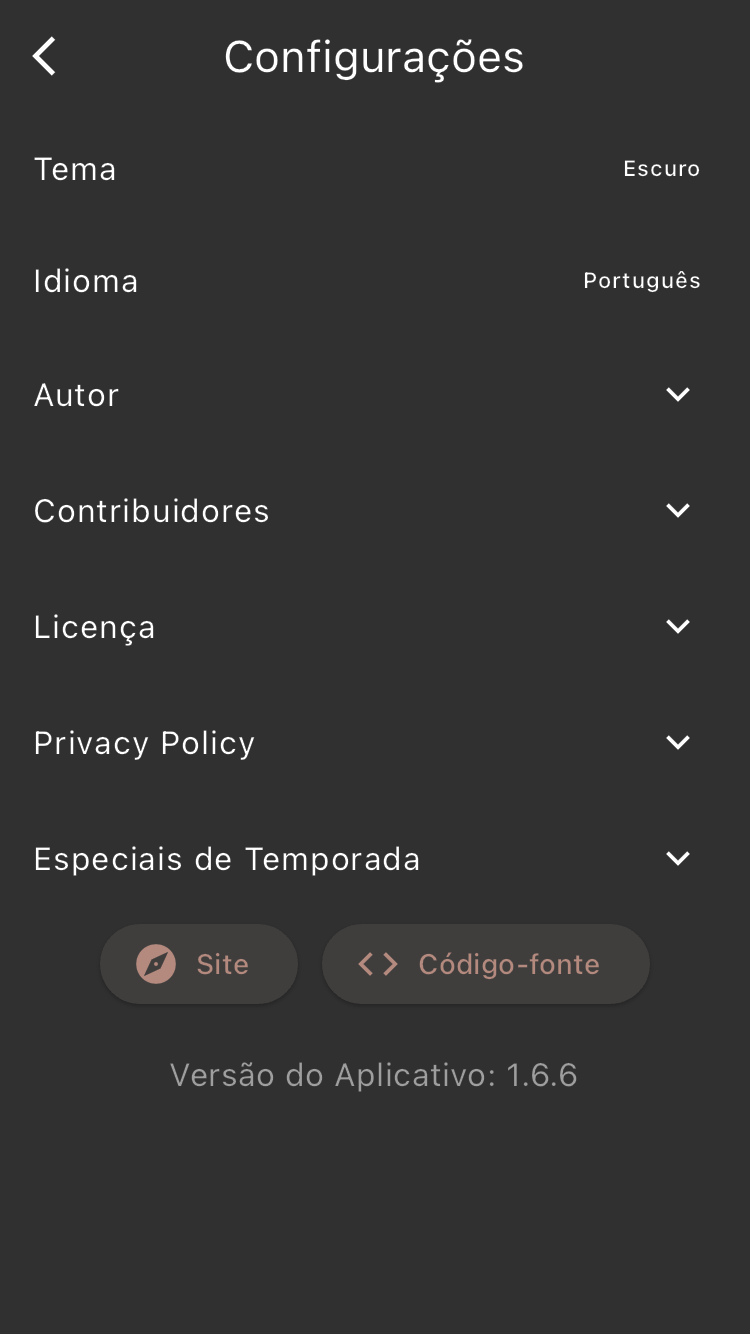 Configurações
Tema
Escuro
Idioma
Português
Autor
Contribuidores
Licença
Privacy Policy
Especiais de Temporada
Site
Código-fonte
Versão do Aplicativo: 1.6.6